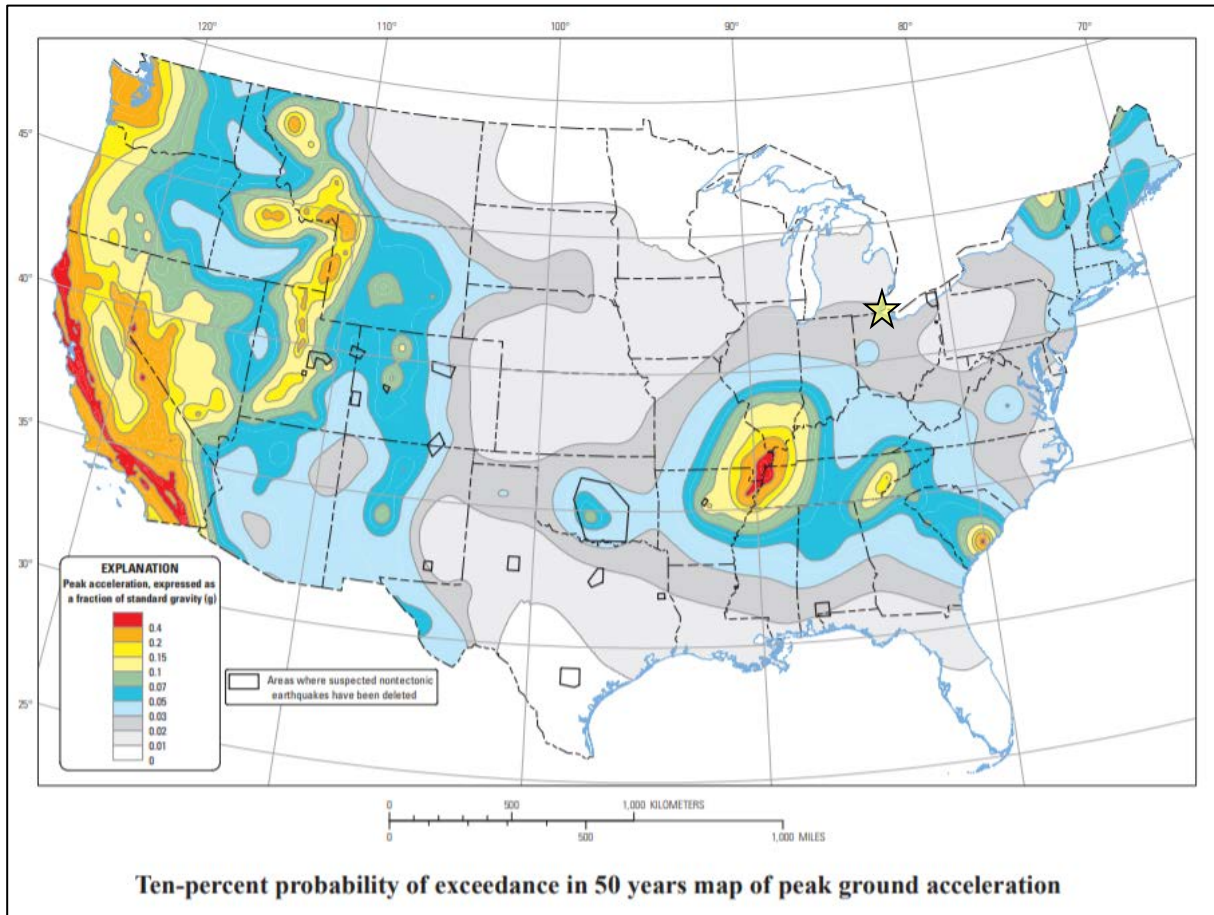 120°
110°
100°
90°
80°
70°
45°
40°
35°
30°
25°
EXPLANATION
Peak acceleration, expressed as
a fraction of standard gravity (g)
0.4
0.2
0.15
0.1
0.07
0.05
0.03
0.02
0.01
0
Areas where suspected nontectonic
earthquakes have been deleted
0 500 1,000 KILOMETERS
0 500 1,000 MILES
Ten-percent probability of exceedance in 50 years map of peak ground acceleration